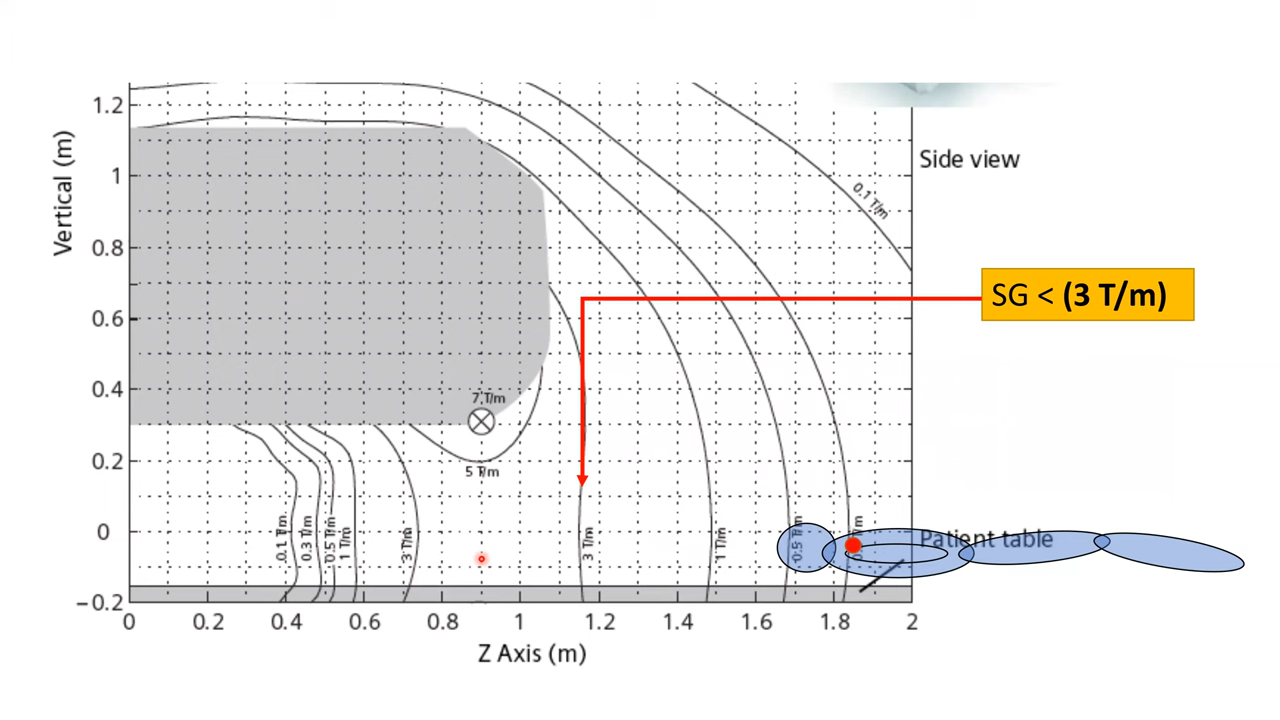 1.2
1
0.8
0.6
0.4
0.2
0
−0.2
Vertical (m)
0
0.2
0.4
0.6
0.8
1
1.2
1.4
1.6
1.8
2
Z Axis (m)
Side view
0.1 T/m
SG < (3 T/m)
7 T/m
5 T/m
0.1 T/m
0.3 T/m
0.5 T/m
1 T/m
3 T/m
3 T/m
1 T/m
0.5 T/m
Patient table